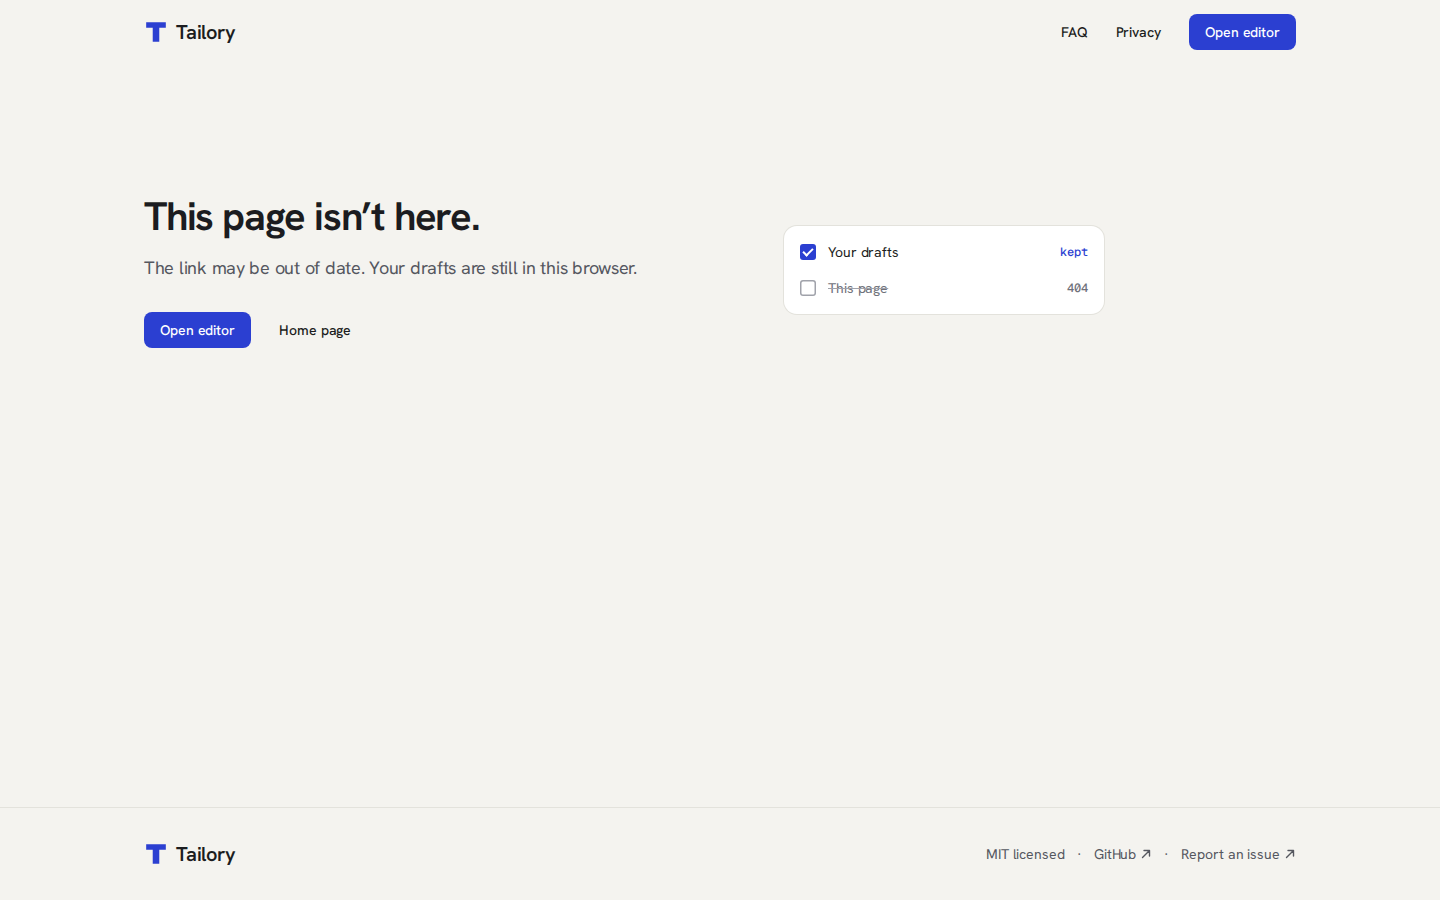 Tailory
FAQ Privacy Open editor
This page isn’t here.
The link may be out of date. Your drafts are still in this browser.
Open editor Home page
Your drafts kept
This page 404
Tailory
MIT licensed · GitHub ↗ · Report an issue ↗